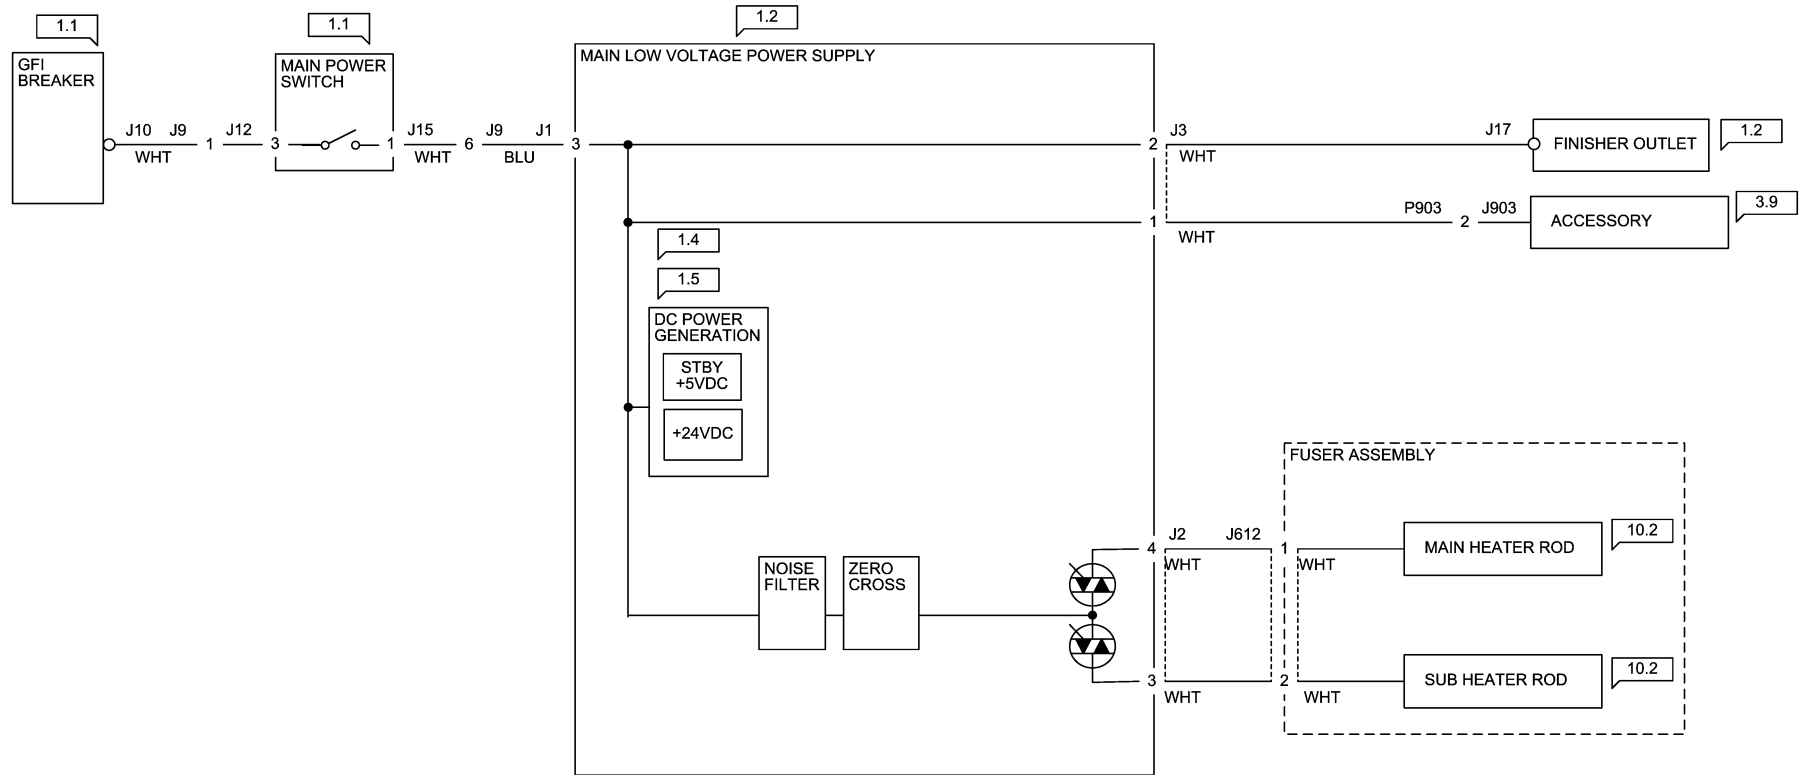 1.1
1.1
1.2
GFI
BREAKER
MAIN POWER
SWITCH
MAIN LOW VOLTAGE POWER SUPPLY
J10 J9 J12 J15 J9 J1 J3 J17
1 3 1 6 3 2
WHT WHT BLU WHT
FINISHER OUTLET
1.2
P903 J903
1 2
WHT
ACCESSORY
3.9
1.4
1.5
DC POWER
GENERATION
STBY
+5VDC
+24VDC
FUSER ASSEMBLY
J2 J612
4 1
WHT WHT
MAIN HEATER ROD
10.2
NOISE
FILTER
ZERO
CROSS
3 2
WHT WHT
SUB HEATER ROD
10.2